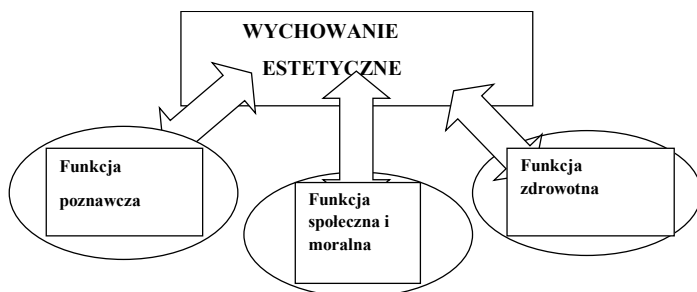 WYCHOWANIE
ESTETYCZNE
Funkcja
poznawcza
Funkcja
społeczna i
moralna
Funkcja
zdrowotna